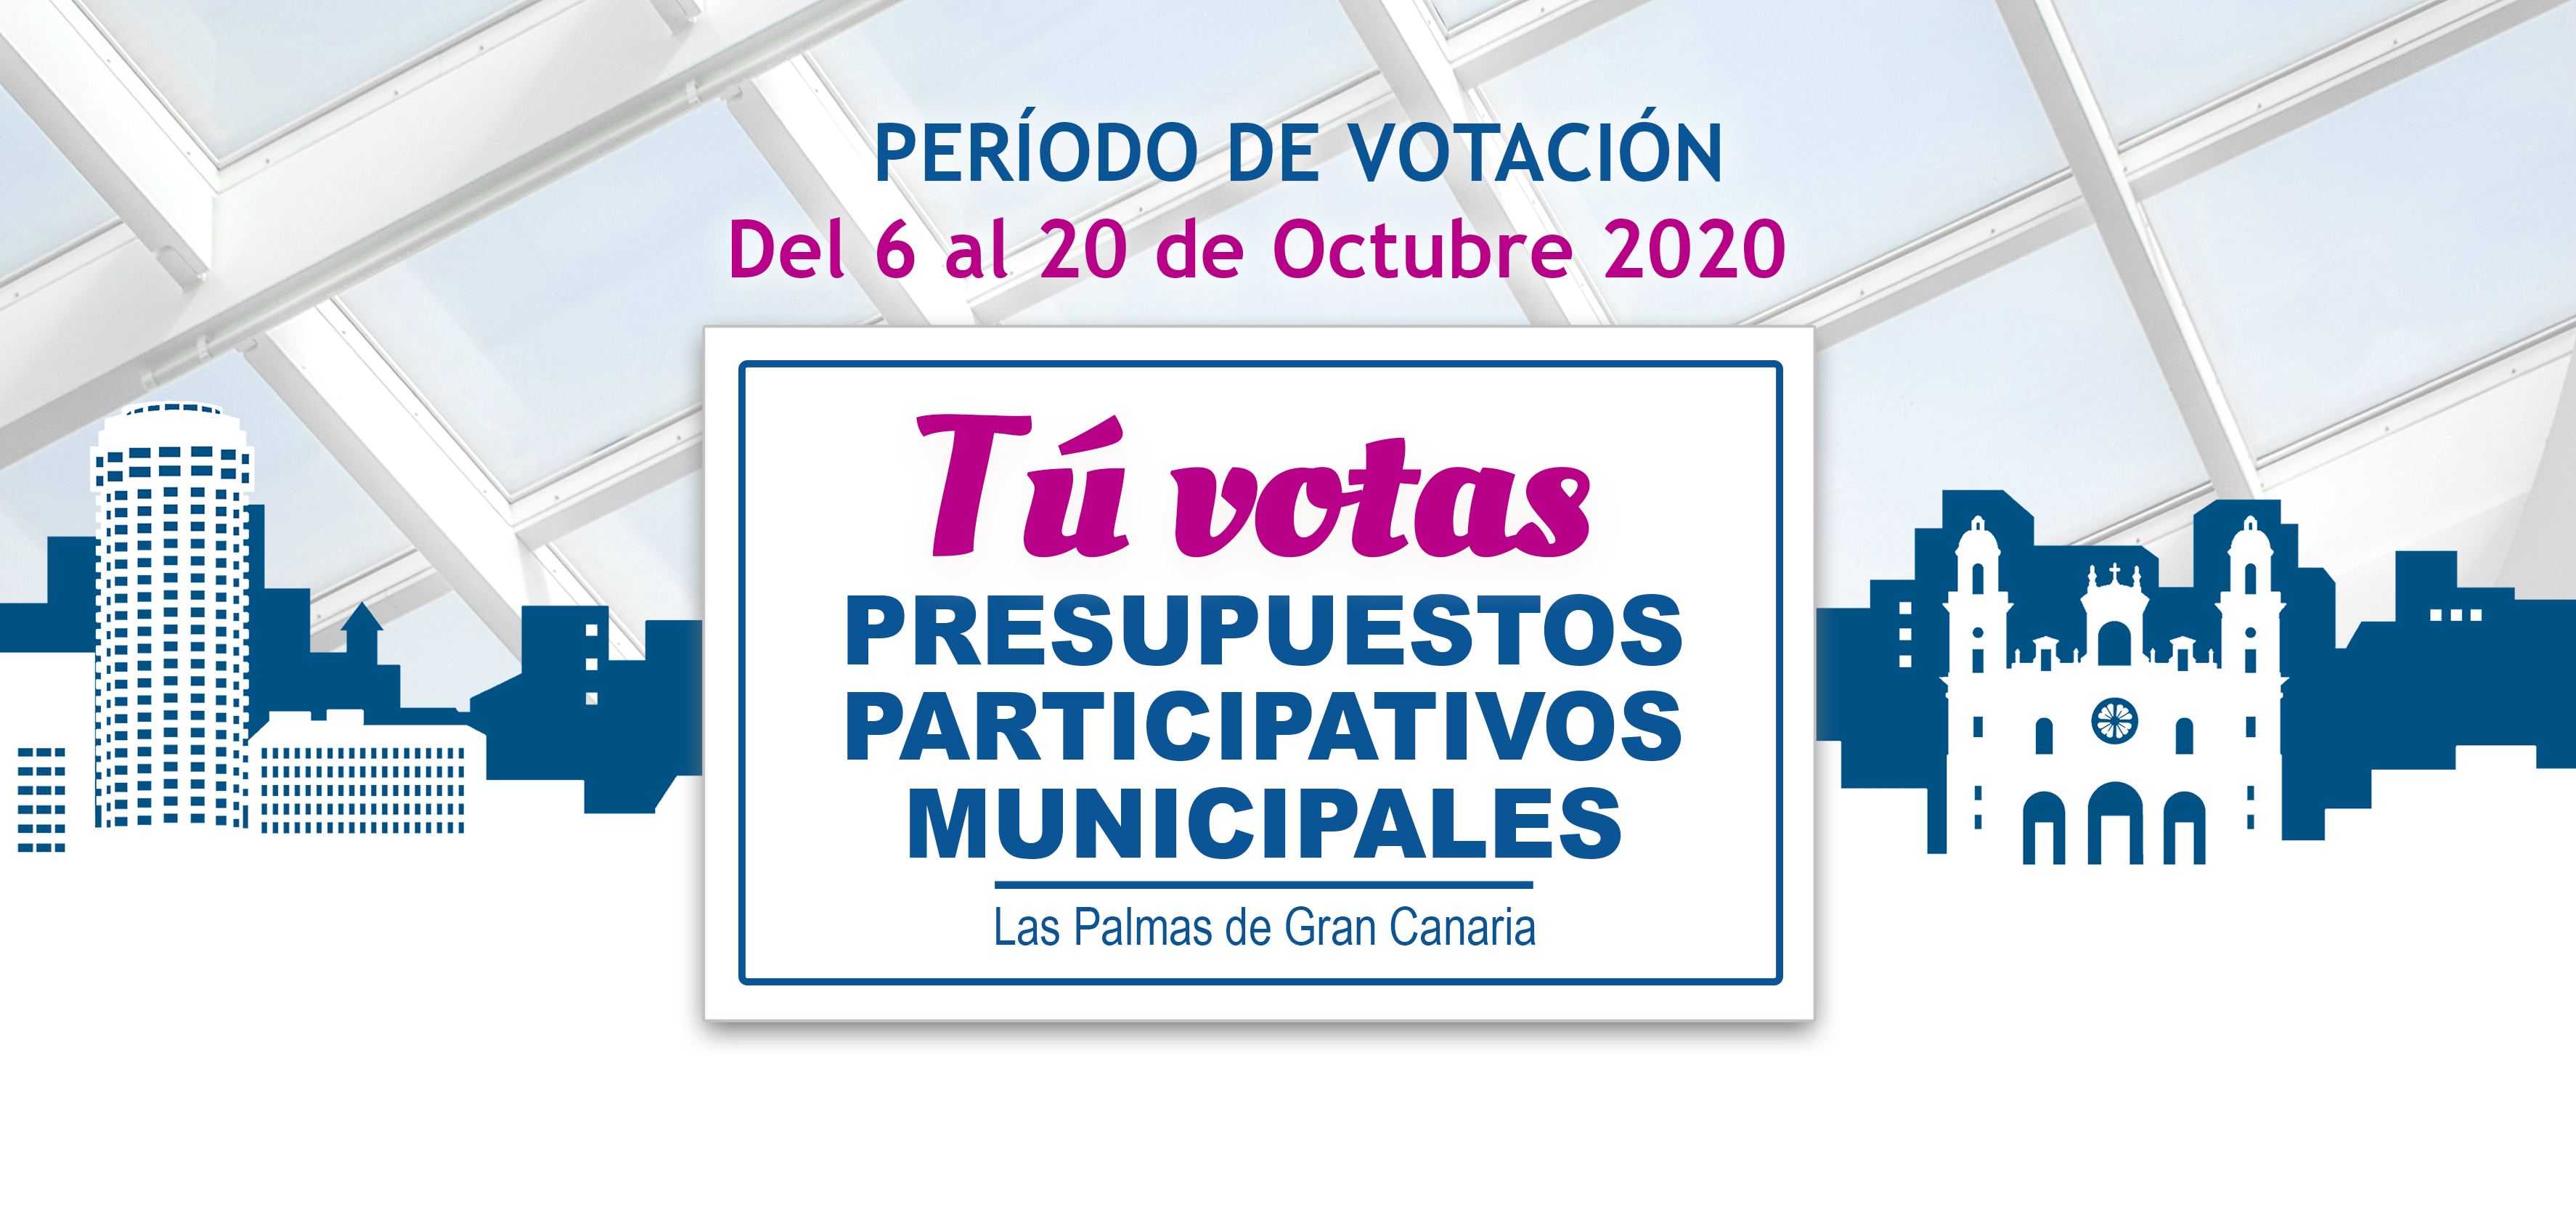 PERÍODO DE VOTACIÓN
Del 6 al 20 de Octubre 2020
Tú votas
PRESUPUESTOS
PARTICIPATIVOS
MUNICIPALES
Las Palmas de Gran Canaria